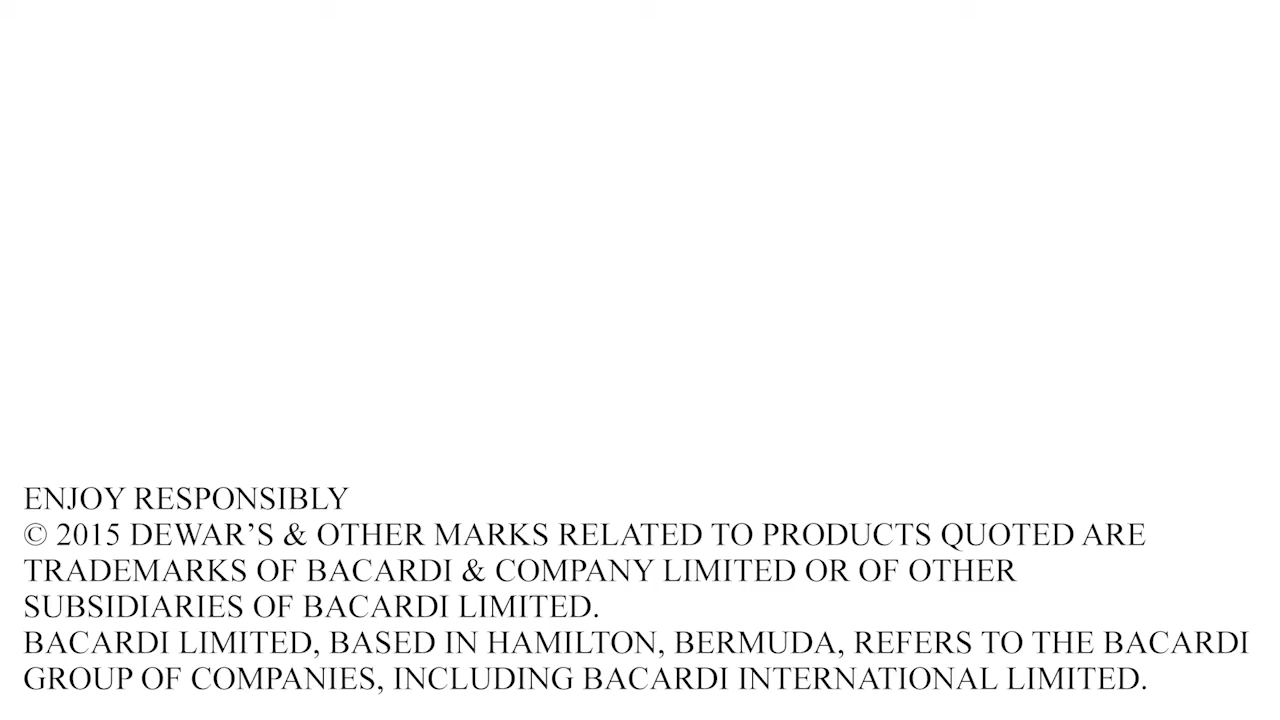 ENJOY RESPONSIBLY
© 2015 DEWAR’S & OTHER MARKS RELATED TO PRODUCTS QUOTED ARE
TRADEMARKS OF BACARDI & COMPANY LIMITED OR OF OTHER
SUBSIDIARIES OF BACARDI LIMITED.
BACARDI LIMITED, BASED IN HAMILTON, BERMUDA, REFERS TO THE BACARDI
GROUP OF COMPANIES, INCLUDING BACARDI INTERNATIONAL LIMITED.